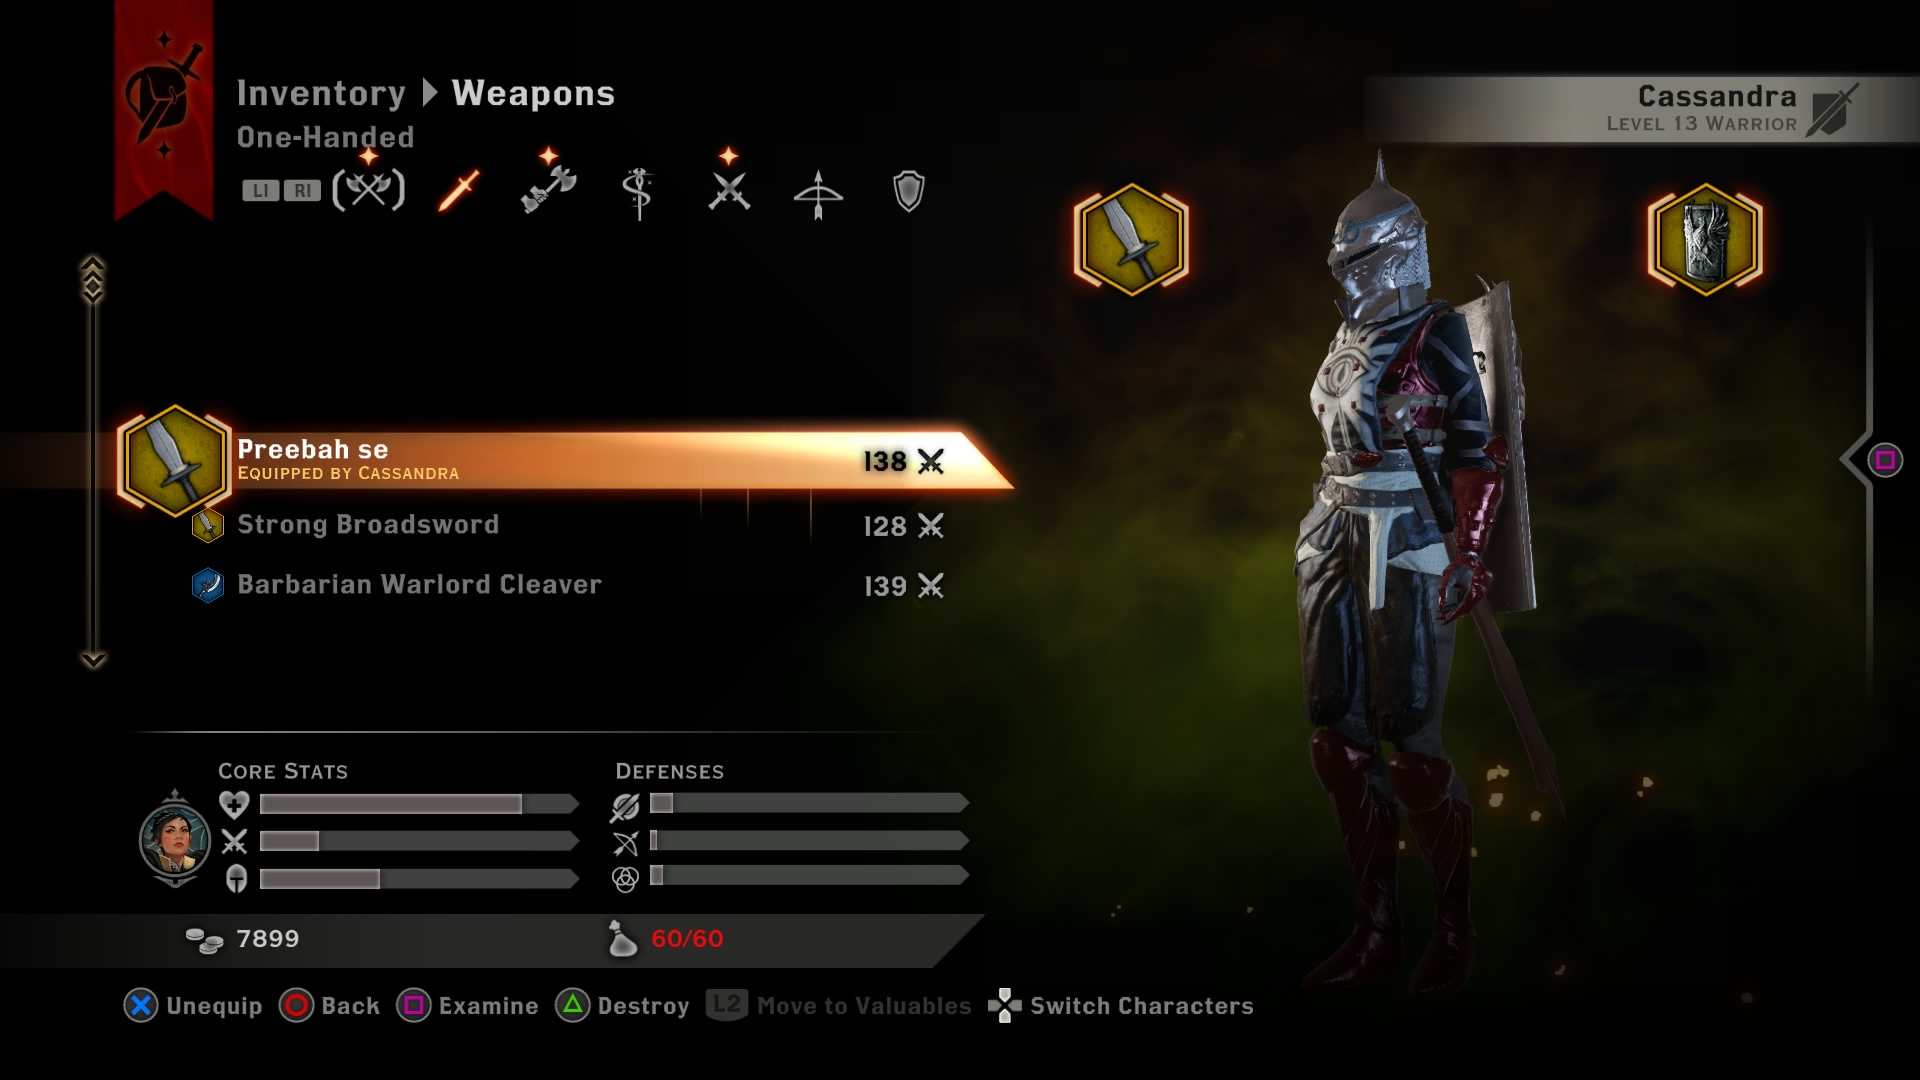 Inventory Weapons
One-Handed
L1 R1
Cassandra
Level 13 Warrior
Preebah se 138
Equipped by Cassandra
Strong Broadsword 128
Barbarian Warlord Cleaver 139
Core Stats
Defenses
7899 60/60
Unequip Back Examine Destroy L2 Move to Valuables Switch Characters